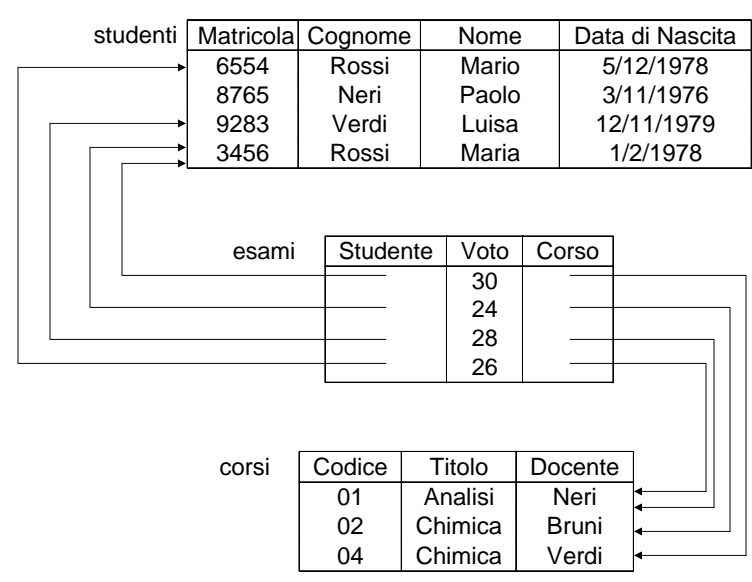 studenti Matricola Cognome Nome Data di Nascita
6554 Rossi Mario 5/12/1978
8765 Neri Paolo 3/11/1976
9283 Verdi Luisa 12/11/1979
3456 Rossi Maria 1/2/1978
esami Studente Voto Corso
30
24
28
26
corsi Codice Titolo Docente
01 Analisi Neri
02 Chimica Bruni
04 Chimica Verdi